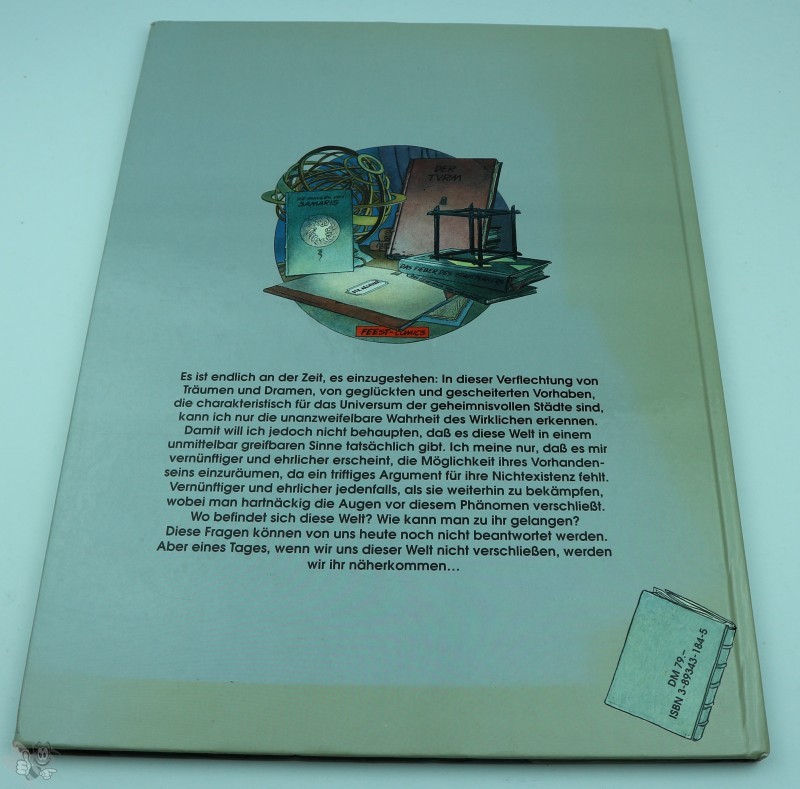 DER
TVRM
DIE MAUERN VON
SAMARIS
DAS FIEBER DES
FEEST-COMICS
Es ist endlich an der Zeit, es einzugestehen: In dieser Verflechtung von
Träumen und Dramen, von geglückten und gescheiterten Vorhaben,
die charakteristisch für das Universum der geheimnisvollen Städte sind,
kann ich nur die unanzweifelbare Wahrheit des Wirklichen erkennen.
Damit will ich jedoch nicht behaupten, daß es diese Welt in einem
unmittelbar greifbaren Sinne tatsächlich gibt. Ich meine nur, daß es mir
vernünftiger und ehrlicher erscheint, die Möglichkeit ihres Vorhanden-
seins einzuräumen, da ein triftiges Argument für ihre Nichtexistenz fehlt.
Vernünftiger und ehrlicher jedenfalls, als sie weiterhin zu bekämpfen,
wobei man hartnäckig die Augen vor diesem Phänomen verschließt.
Wo befindet sich diese Welt? Wie kann man zu ihr gelangen?
Diese Fragen können von uns heute noch nicht beantwortet werden.
Aber eines Tages, wenn wir uns dieser Welt nicht verschließen, werden
wir ihr näherkommen…
DM 79,–
ISBN 3-89343-184-5